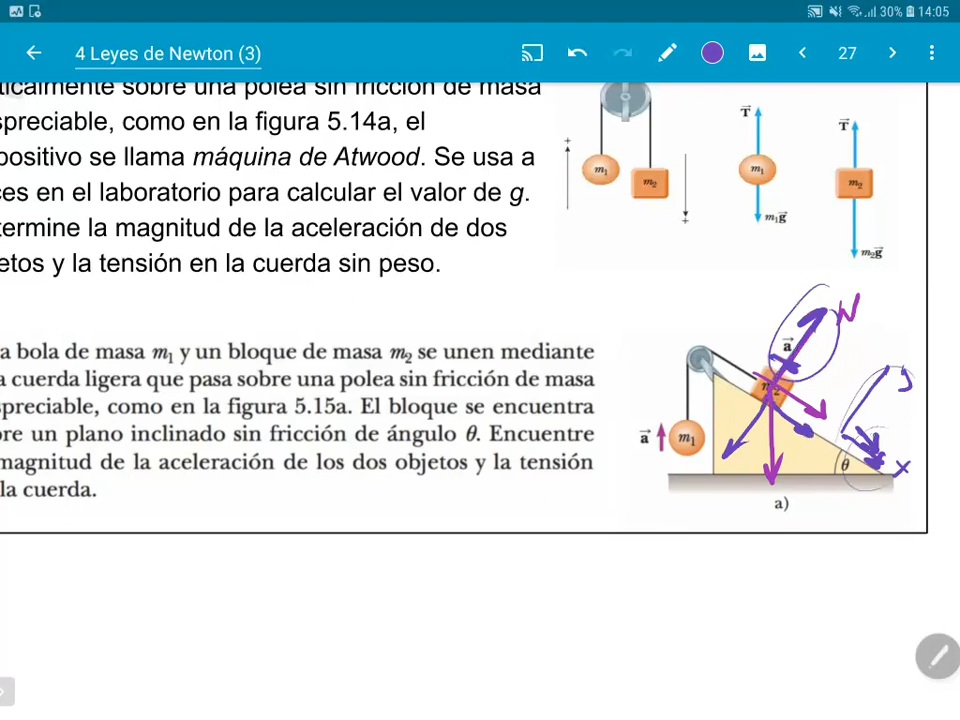 30% 14:05
4 Leyes de Newton (3)
27
ticalmente sobre una polea sin fricción de masa
spreciable, como en la figura 5.14a, el
positivo se llama máquina de Atwood. Se usa a
ces en el laboratorio para calcular el valor de g.
termine la magnitud de la aceleración de dos
etos y la tensión en la cuerda sin peso.
+
m₁
m₂
+
T⃗
m₁
m₁g⃗
T⃗
m₂
m₂g⃗
a bola de masa m₁ y un bloque de masa m₂ se unen mediante
a cuerda ligera que pasa sobre una polea sin fricción de masa
spreciable, como en la figura 5.15a. El bloque se encuentra
bre un plano inclinado sin fricción de ángulo θ. Encuentre
magnitud de la aceleración de los dos objetos y la tensión
la cuerda.
N
a⃗
m₂
a⃗
m₁
θ
x
a)